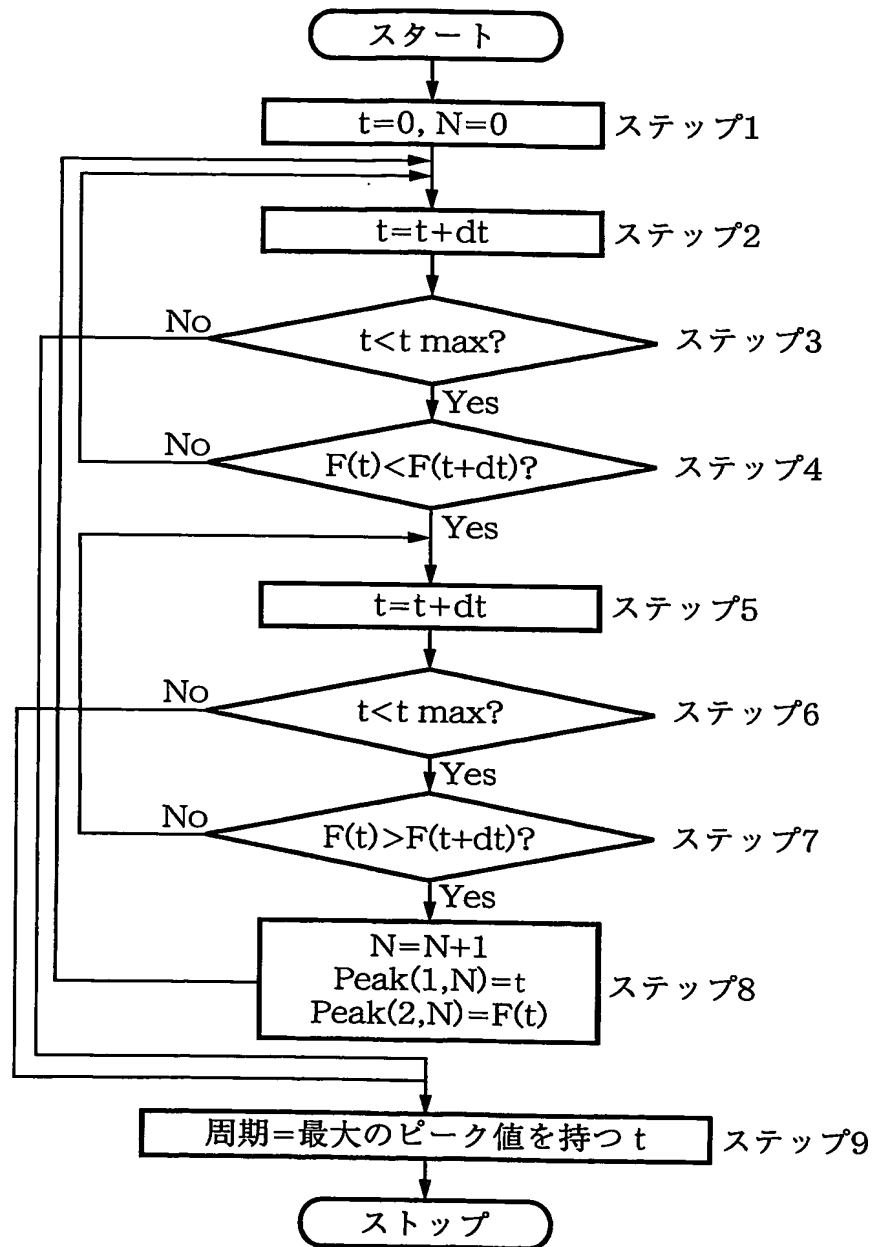 スタート
t=0, N=0 ステップ1
t=t+dt ステップ2
No t<t max? ステップ3
Yes
No F(t)<F(t+dt)? ステップ4
Yes
t=t+dt ステップ5
No t<t max? ステップ6
Yes
No F(t)>F(t+dt)? ステップ7
Yes
N=N+1
Peak(1,N)=t ステップ8
Peak(2,N)=F(t)
周期=最大のピーク値を持つ t ステップ9
ストップ